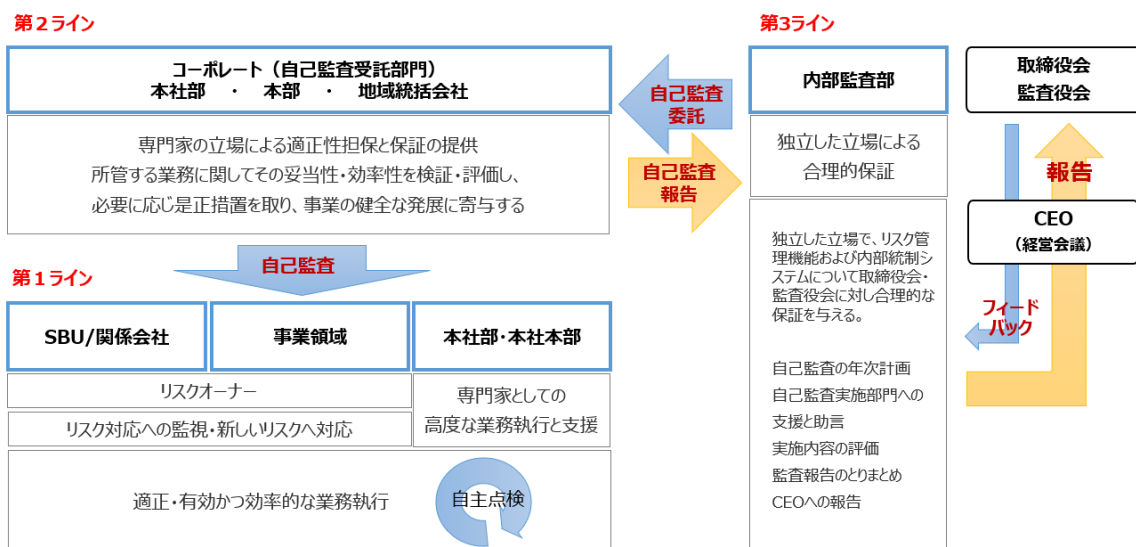 第２ライン
コーポレート（自己監査受託部門）
本社部　・　本部　・　地域統括会社
専門家の立場による適正性担保と保証の提供
所管する業務に関してその妥当性・効率性を検証・評価し、
必要に応じ是正措置を取り、事業の健全な発展に寄与する
自己監査
委託
自己監査
報告
第3ライン
内部監査部
独立した立場による
合理的保証
独立した立場で、リスク管
理機能および内部統制シ
ステムについて取締役会・
監査役会に対し合理的な
保証を与える。
自己監査の年次計画
自己監査実施部門への
支援と助言
実施内容の評価
監査報告のとりまとめ
CEOへの報告
取締役会
監査役会
報告
CEO
（経営会議）
フィード
バック
自己監査
第１ライン
SBU/関係会社
事業領域
本社部・本社本部
リスクオーナー
リスク対応への監視・新しいリスクへ対応
専門家としての
高度な業務執行と支援
適正・有効かつ効率的な業務執行
自主点検